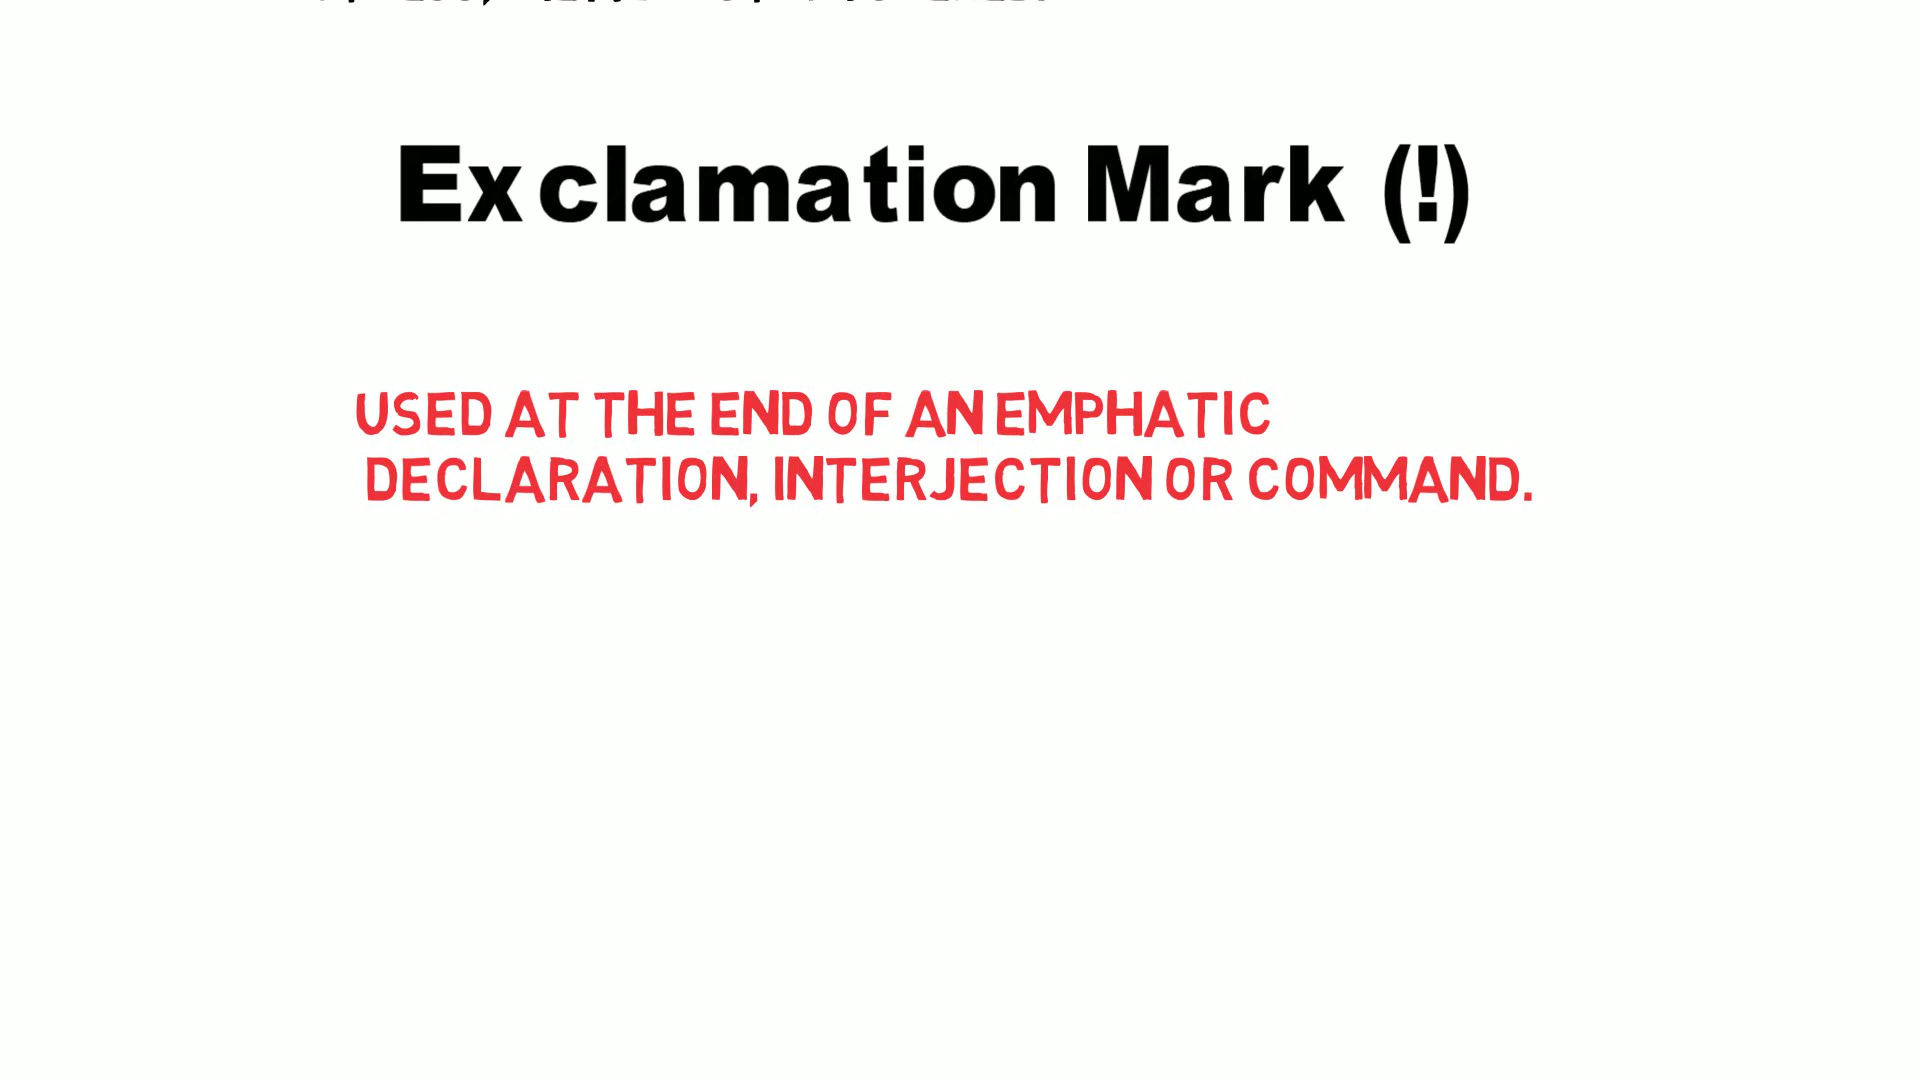 Exclamation Mark (!)
USED AT THE END OF AN EMPHATIC
DECLARATION, INTERJECTION OR COMMAND.